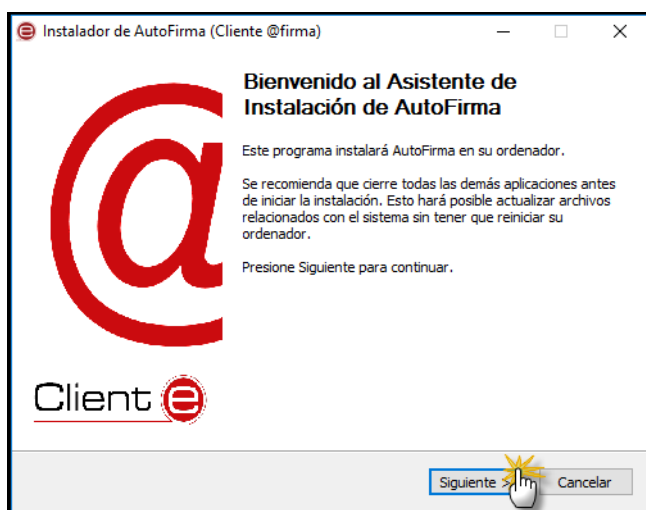 Instalador de AutoFirma (Cliente @firma)
Bienvenido al Asistente de
Instalación de AutoFirma
Este programa instalará AutoFirma en su ordenador.
Se recomienda que cierre todas las demás aplicaciones antes
de iniciar la instalación. Esto hará posible actualizar archivos
relacionados con el sistema sin tener que reiniciar su
ordenador.
Presione Siguiente para continuar.
@
Client e
Siguiente >
Cancelar